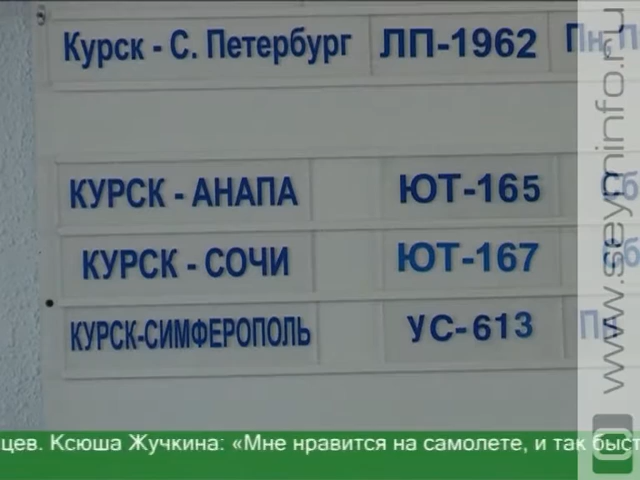 Курск - С. Петербург ЛП-1962 Пн,
КУРСК - АНАПА ЮТ-165
КУРСК - СОЧИ ЮТ-167
КУРСК-СИМФЕРОПОЛЬ УС-613
цев. Ксюша Жучкина: «Мне нравится на самолете, и так быст
www.seyminfo.ru